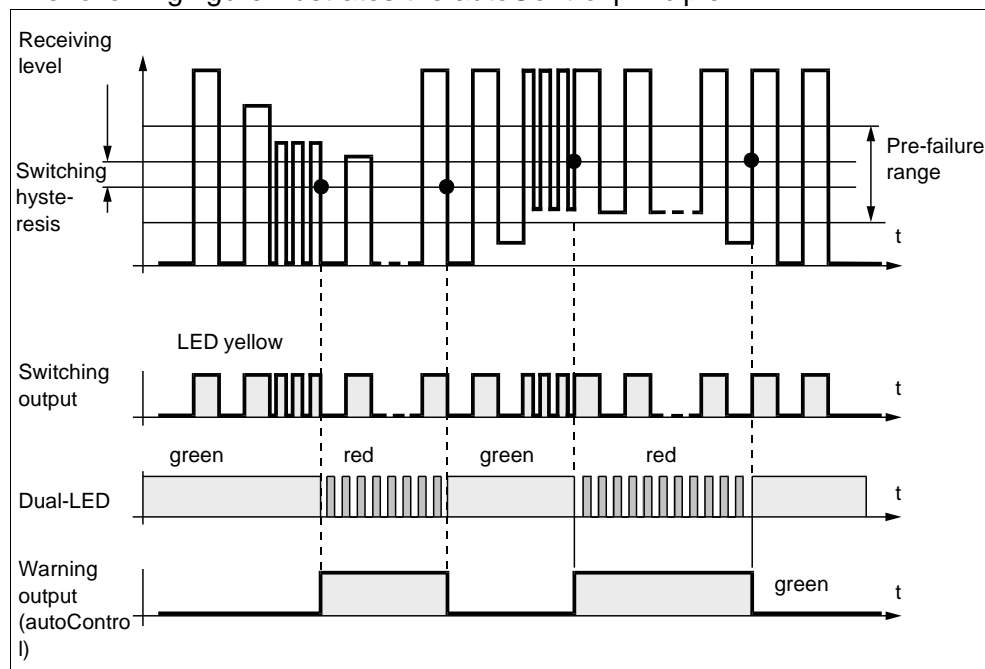 Receiving
level
Switching
hyste-
resis
Pre-failure
range
t
LED yellow
Switching
output
t
green
red
green
red
Dual-LED
t
Warning
output
(autoContro
l)
green
t